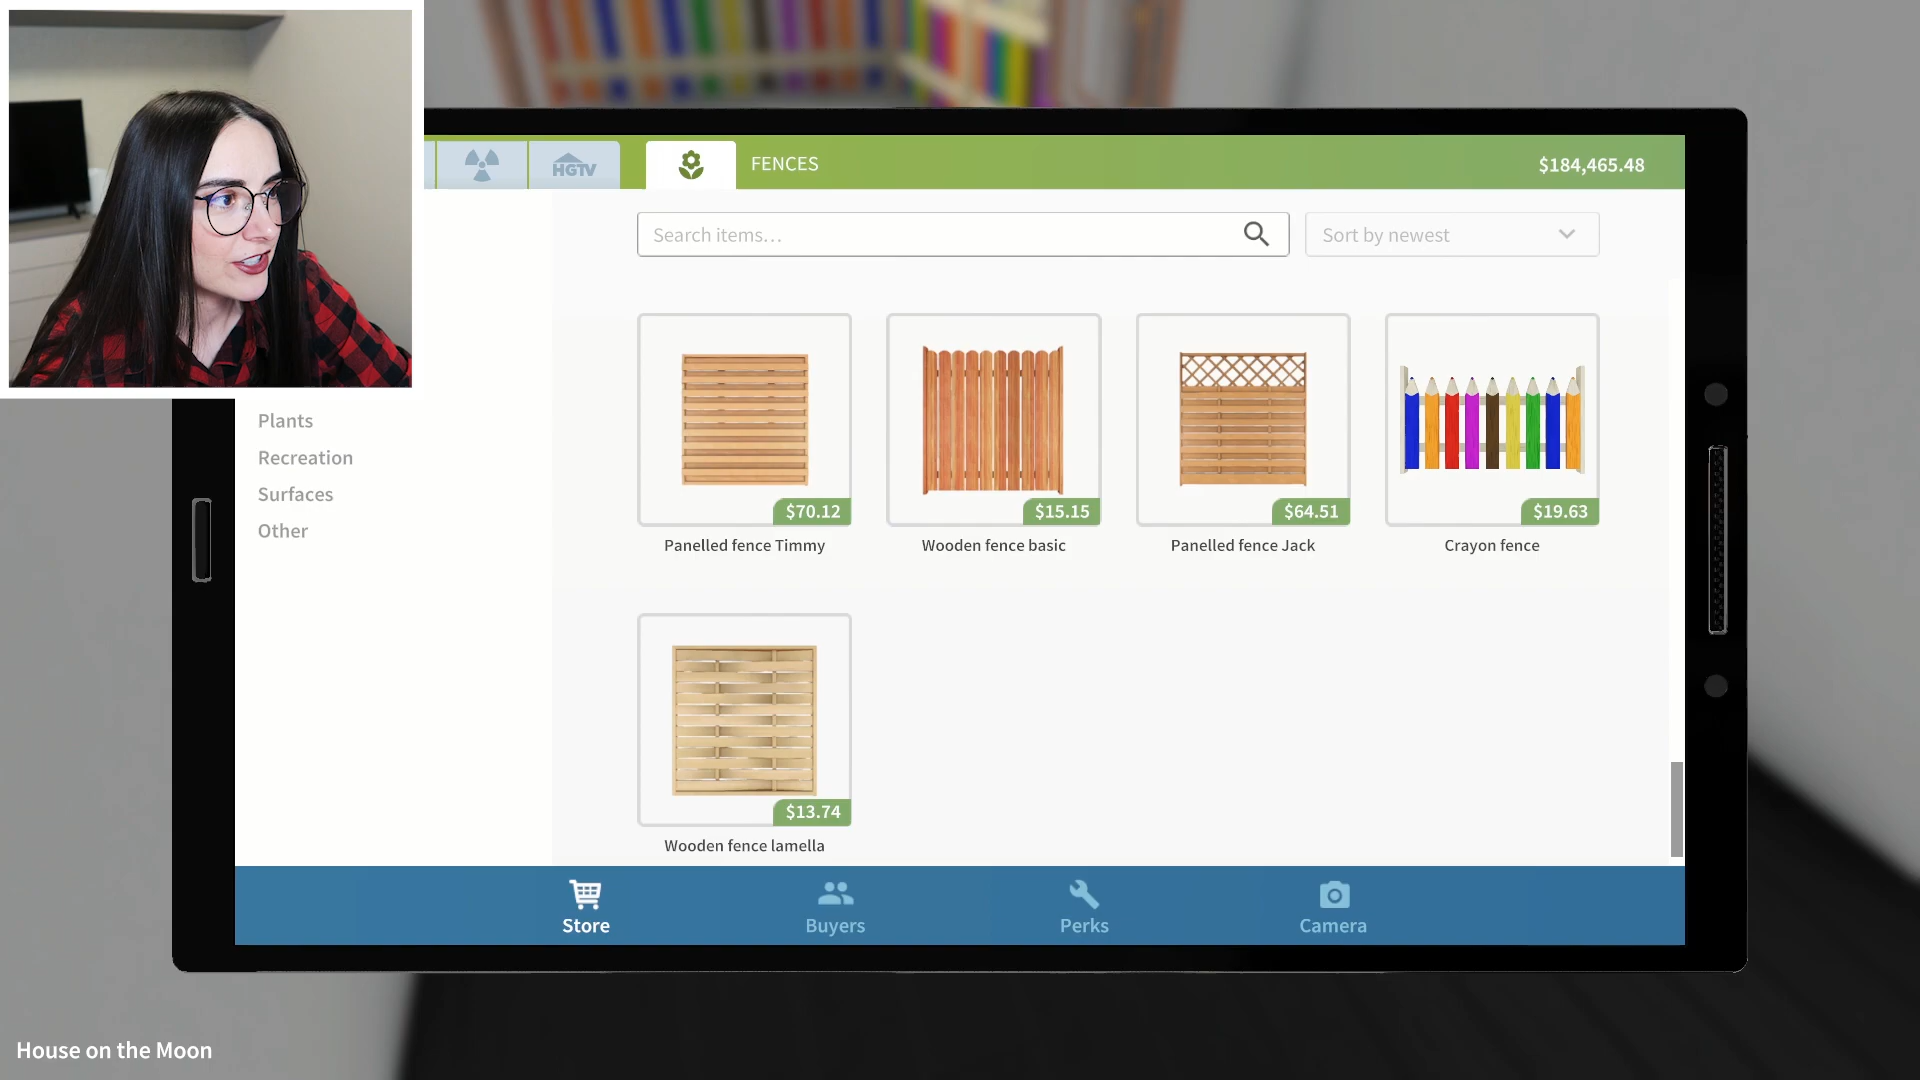 HGTV
FENCES
$184,465.48
Search items...
Sort by newest
Plants
Recreation
Surfaces
Other
$70.12
$15.15
$64.51
$19.63
Panelled fence Timmy
Wooden fence basic
Panelled fence Jack
Crayon fence
$13.74
Wooden fence lamella
Store
Buyers
Perks
Camera
House on the Moon